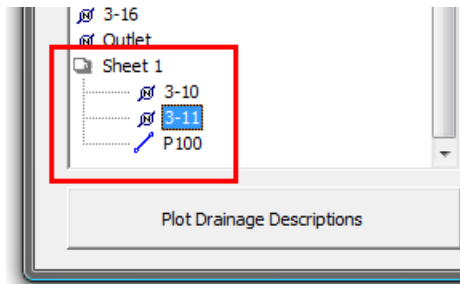 3-16
Outlet
Sheet 1
3-10
3-11
P100
Plot Drainage Descriptions